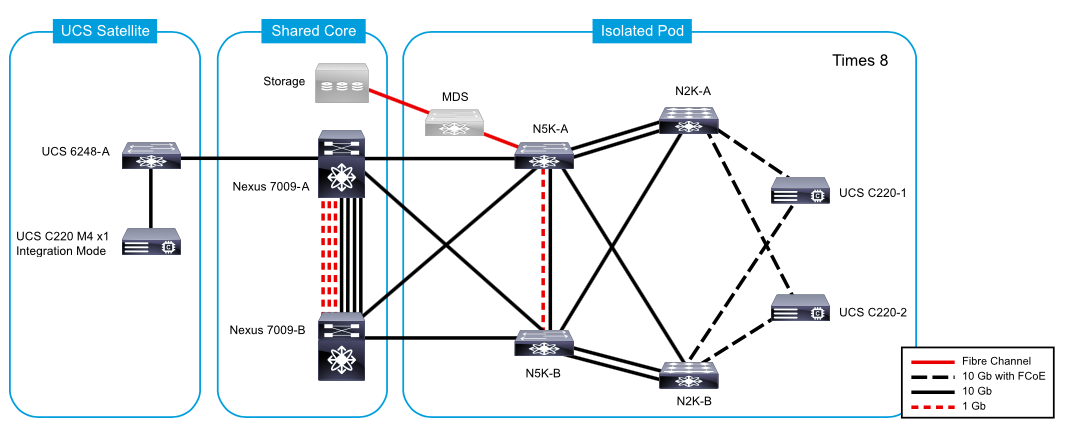 UCS Satellite
Shared Core
Isolated Pod
Times 8
Storage
MDS
N2K-A
N5K-A
UCS 6248-A
Nexus 7009-A
UCS C220-1
UCS C220 M4 x1
Integration Mode
Nexus 7009-B
UCS C220-2
N5K-B
N2K-B
Fibre Channel
10 Gb with FCoE
10 Gb
1 Gb